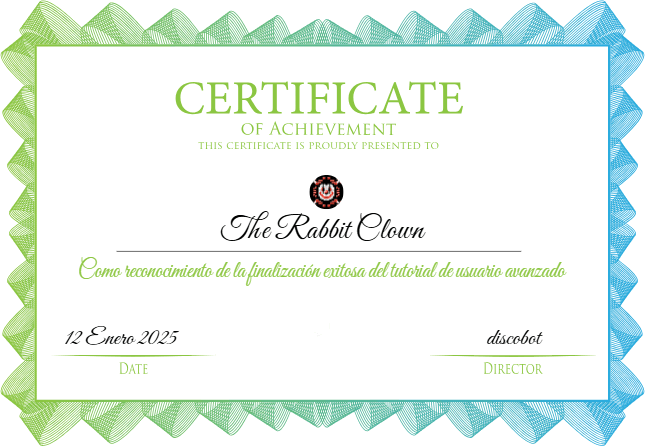 CERTIFICATE
OF ACHIEVEMENT
THIS CERTIFICATE IS PROUDLY PRESENTED TO
The Rabbit Clown
Como reconocimiento de la finalización exitosa del tutorial de usuario avanzado
12 Enero 2025
discobot
DATE
DIRECTOR